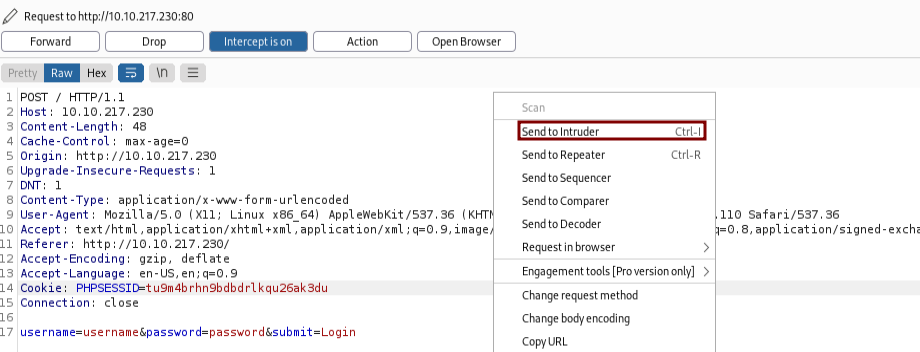 Request to http://10.10.217.230:80
Forward Drop Intercept is on Action Open Browser
Pretty Raw Hex \n
1 POST / HTTP/1.1
2 Host: 10.10.217.230
3 Content-Length: 48
4 Cache-Control: max-age=0
5 Origin: http://10.10.217.230
6 Upgrade-Insecure-Requests: 1
7 DNT: 1
8 Content-Type: application/x-www-form-urlencoded
9 User-Agent: Mozilla/5.0 (X11; Linux x86_64) AppleWebKit/537.36 (KHTM .110 Safari/537.36
10 Accept: text/html,application/xhtml+xml,application/xml;q=0.9,image/ q=0.8,application/signed-excha
11 Referer: http://10.10.217.230/
12 Accept-Encoding: gzip, deflate
13 Accept-Language: en-US,en;q=0.9
14 Cookie: PHPSESSID=tu9m4brhn9bdbdrlkqu26ak3du
15 Connection: close
16
17 username=username&password=password&submit=Login
Scan
Send to Intruder Ctrl-I
Send to Repeater Ctrl-R
Send to Sequencer
Send to Comparer
Send to Decoder
Request in browser
Engagement tools [Pro version only]
Change request method
Change body encoding
Copy URL